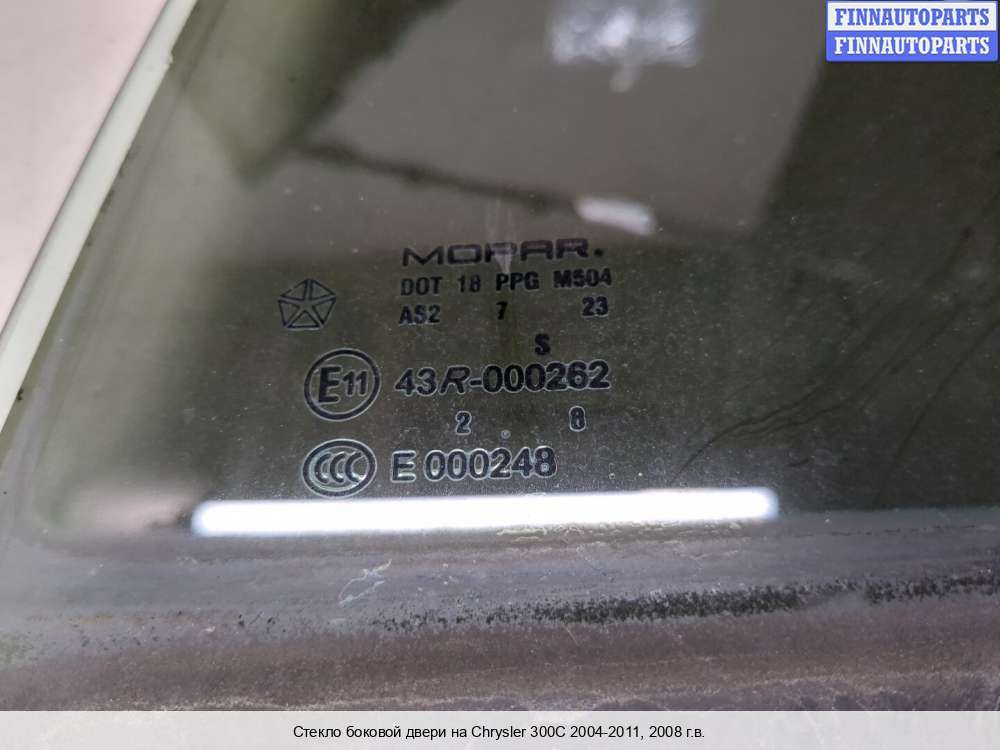 FINNAUTOPARTS
FINNAUTOPARTS
MOPAR.
DOT 18 PPG M504
AS2 7 23
S
E11 43R-000262
2 8
CCC E 000248
Стекло боковой двери на Chrysler 300C 2004-2011, 2008 г.в.